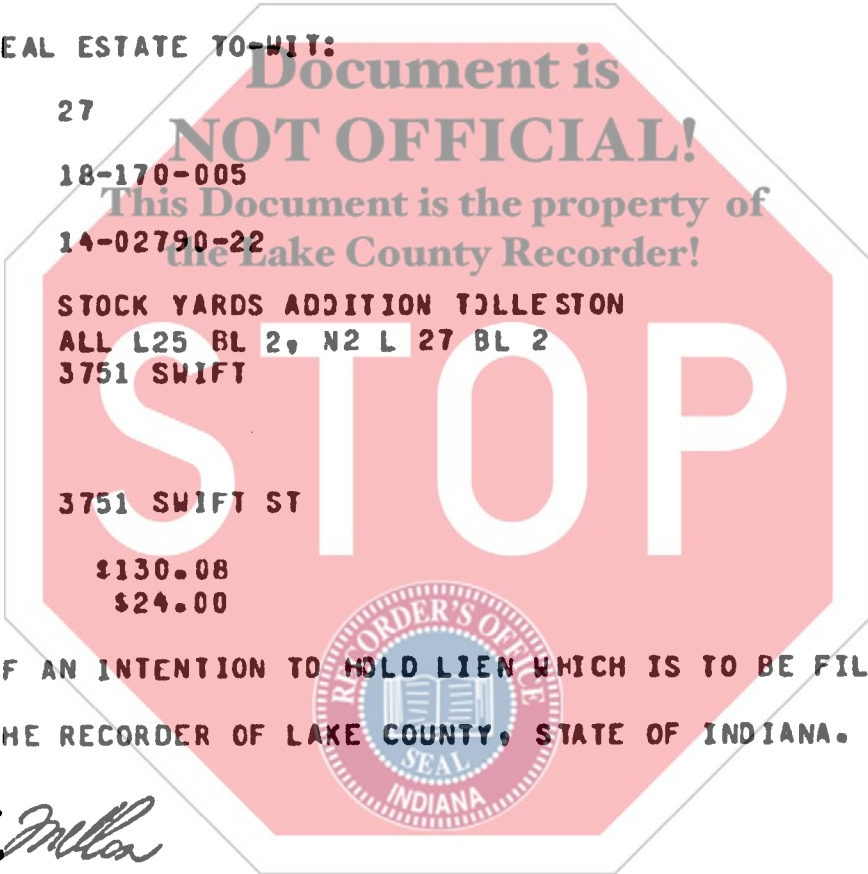 EAL ESTATE TO-WIT:
Document is
27
NOT OFFICIAL!
18-170-005
This Document is the property of
14-02790-22
the Lake County Recorder!
STOCK YARDS ADDITION TOLLESTON
ALL L25 BL 2, N2 L 27 BL 2
3751 SWIFT
STOP
3751 SWIFT ST
$130.08
$24.00
RECORDER'S OFFICE
F AN INTENTION TO HOLD LIEN WHICH IS TO BE FIL
HE RECORDER OF LAKE COUNTY, STATE OF INDIANA.
SEAL
INDIANA